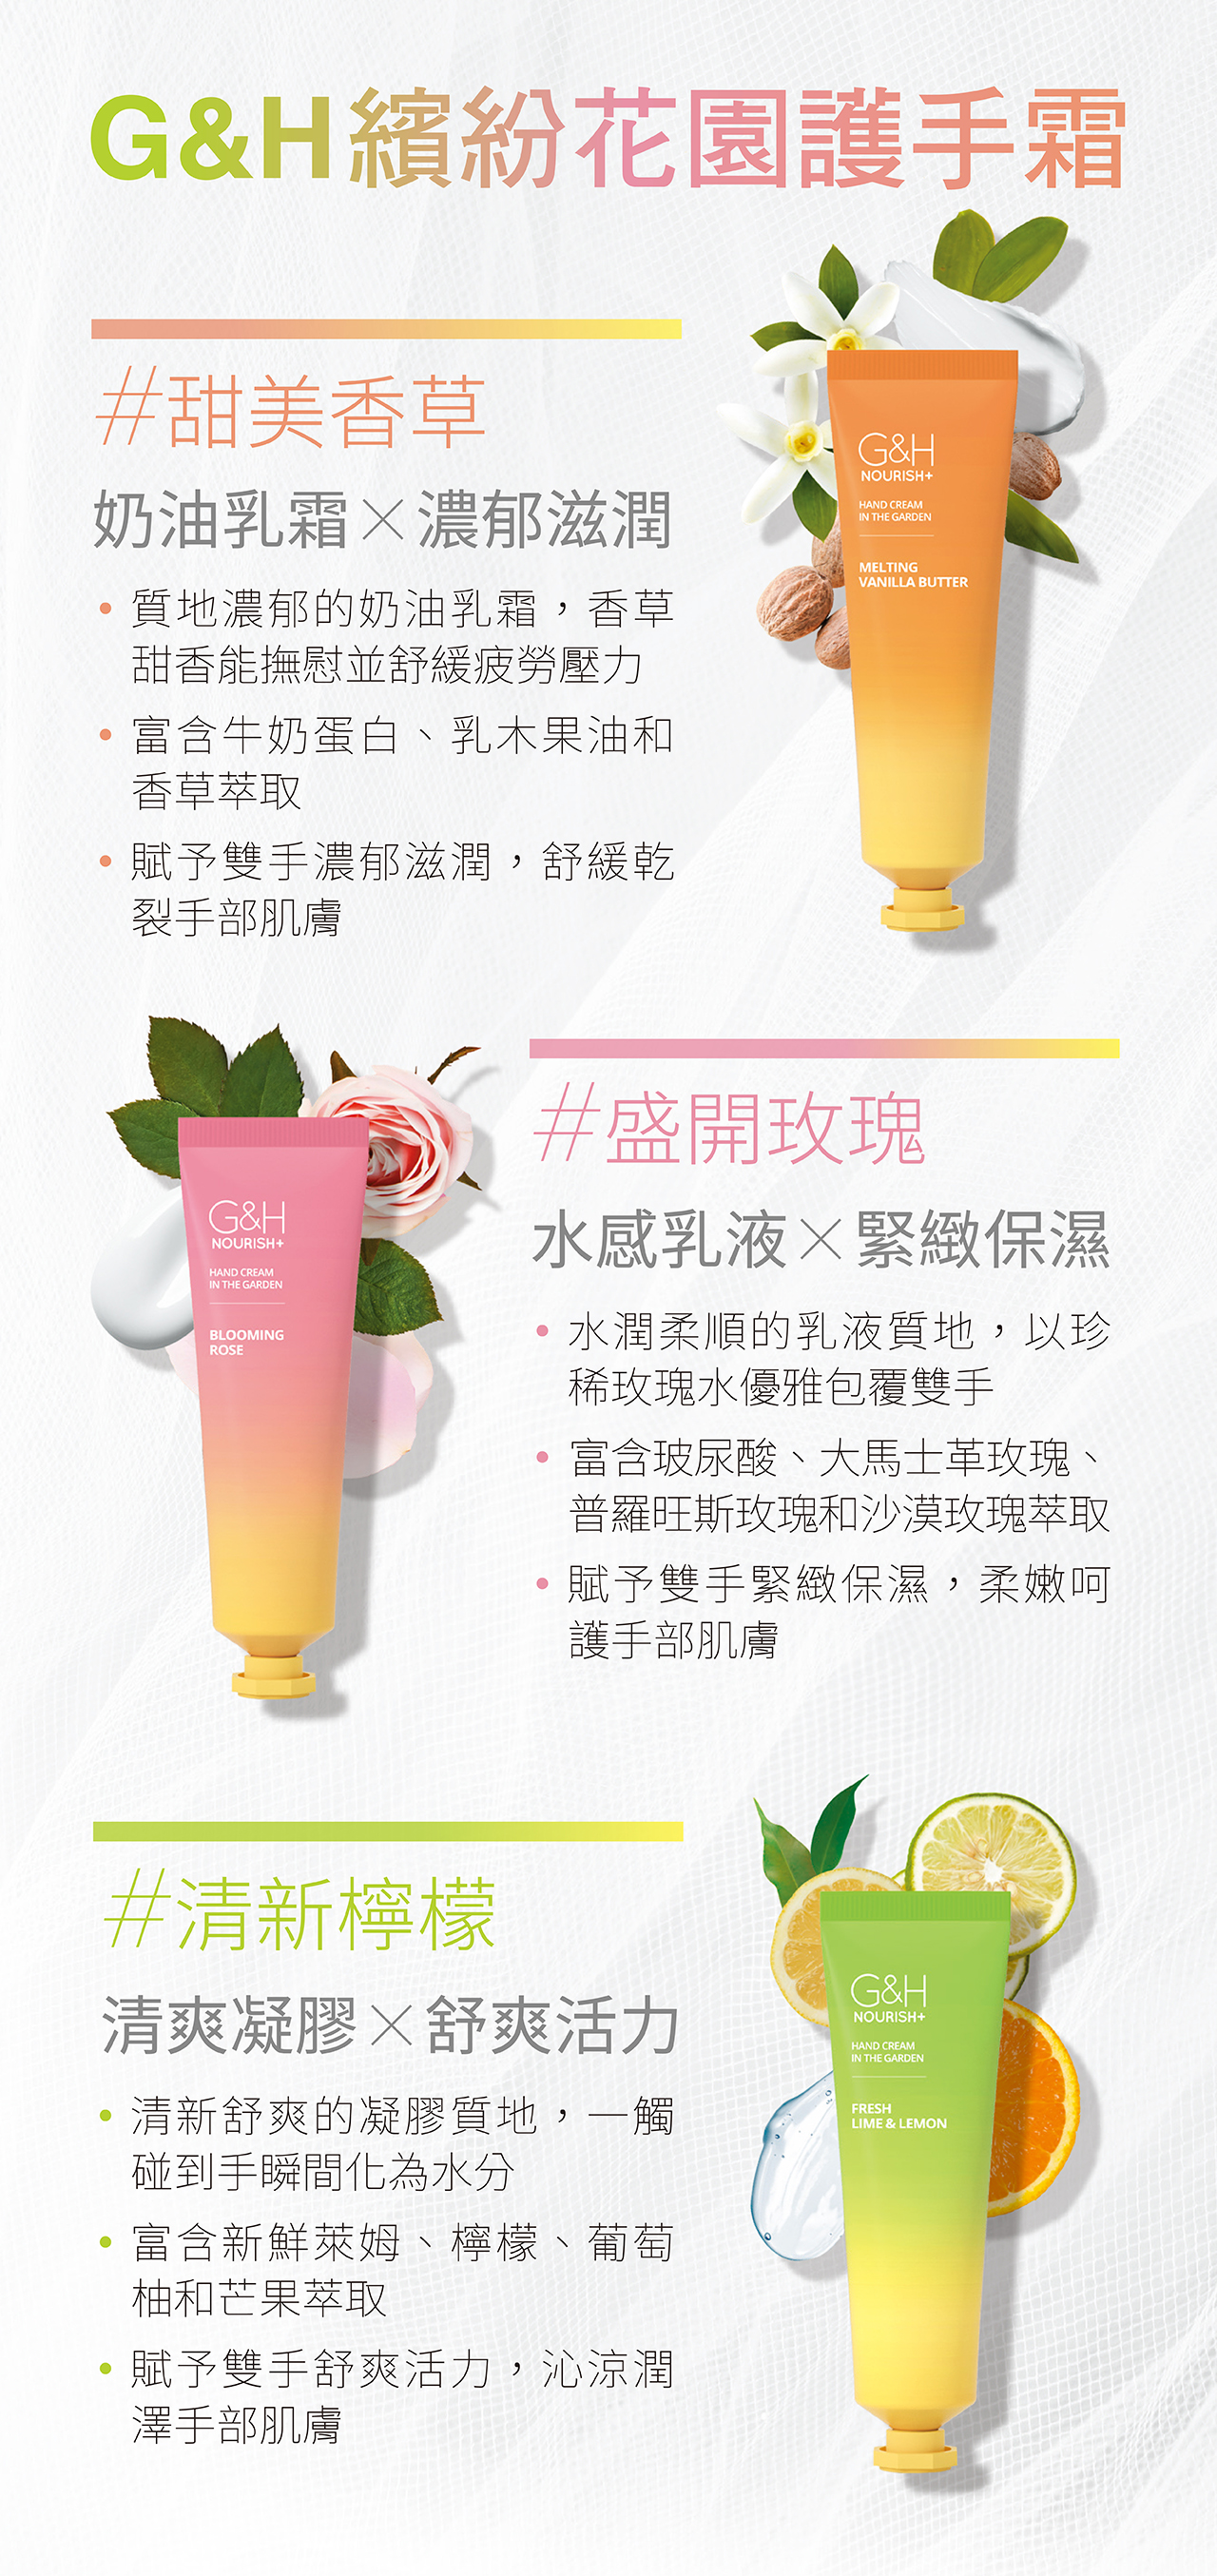 G&H繽紛花園護手霜
#甜美香草
奶油乳霜×濃郁滋潤
• 質地濃郁的奶油乳霜，香草
甜香能撫慰並舒緩疲勞壓力
• 富含牛奶蛋白、乳木果油和
香草萃取
• 賦予雙手濃郁滋潤，舒緩乾
裂手部肌膚
G&H
NOURISH+
HAND CREAM
IN THE GARDEN
MELTING
VANILLA BUTTER
G&H
NOURISH+
HAND CREAM
IN THE GARDEN
BLOOMING
ROSE
#盛開玫瑰
水感乳液×緊緻保濕
• 水潤柔順的乳液質地，以珍
稀玫瑰水優雅包覆雙手
• 富含玻尿酸、大馬士革玫瑰、
普羅旺斯玫瑰和沙漠玫瑰萃取
• 賦予雙手緊緻保濕，柔嫩呵
護手部肌膚
#清新檸檬
清爽凝膠×舒爽活力
• 清新舒爽的凝膠質地，一觸
碰到手瞬間化為水分
• 富含新鮮萊姆、檸檬、葡萄
柚和芒果萃取
• 賦予雙手舒爽活力，沁涼潤
澤手部肌膚
G&H
NOURISH+
HAND CREAM
IN THE GARDEN
FRESH
LIME & LEMON